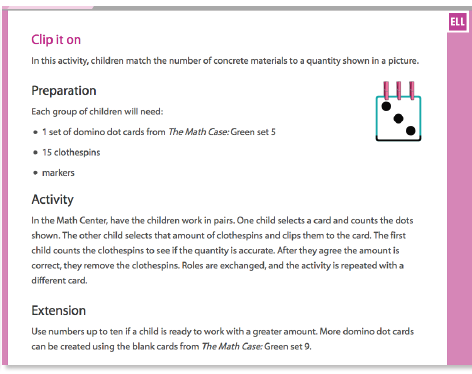 ELL
Clip it on
In this activity, children match the number of concrete materials to a quantity shown in a picture.
Preparation
Each group of children will need:
• 1 set of domino dot cards from The Math Case: Green set 5
• 15 clothespins
• markers
Activity
In the Math Center, have the children work in pairs. One child selects a card and counts the dots
shown. The other child selects that amount of clothespins and clips them to the card. The first
child counts the clothespins to see if the quantity is accurate. After they agree the amount is
correct, they remove the clothespins. Roles are exchanged, and the activity is repeated with a
different card.
Extension
Use numbers up to ten if a child is ready to work with a greater amount. More domino dot cards
can be created using the blank cards from The Math Case: Green set 9.